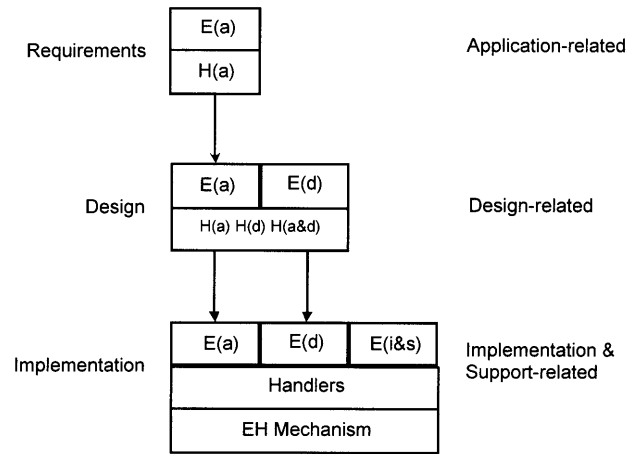 E(a)
Requirements
Application-related
H(a)
E(a) E(d)
Design
Design-related
H(a) H(d) H(a&d)
E(a) E(d) E(i&s)
Implementation
Implementation &
Support-related
Handlers
EH Mechanism